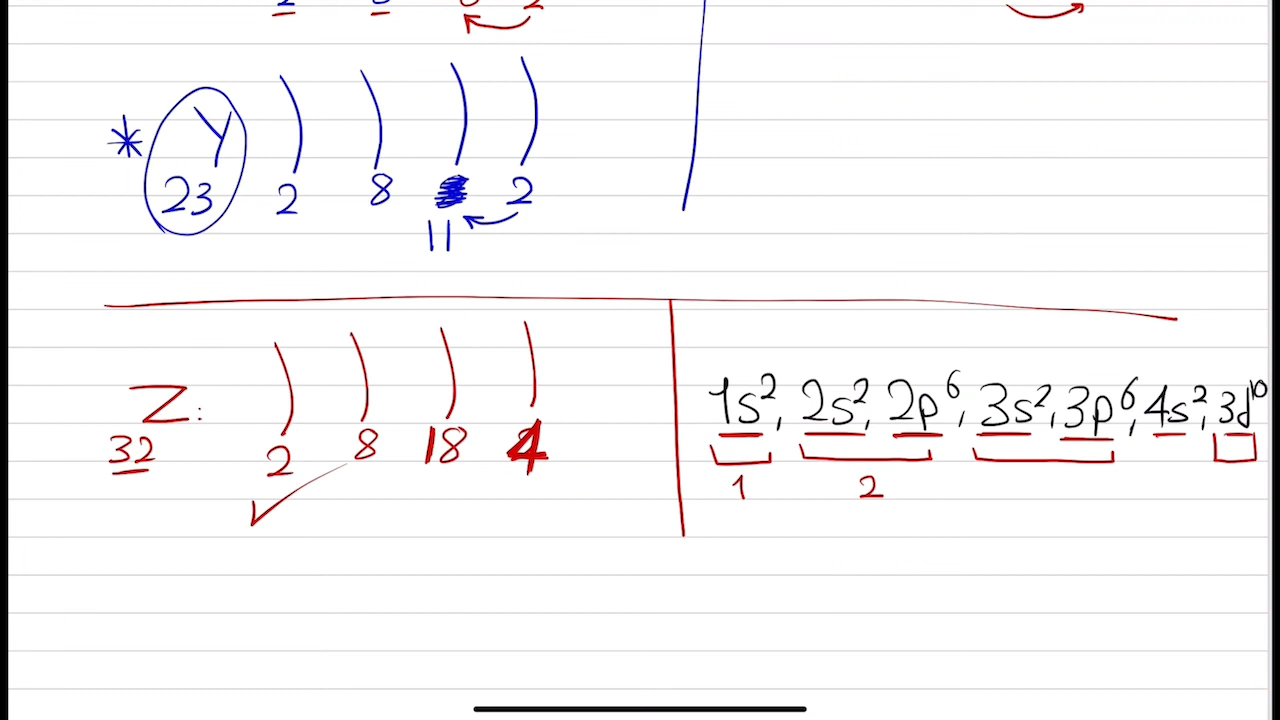 * Y
23 2 8 2
11
Z:
32 2 8 18 4
1s², 2s², 2p⁶, 3s², 3p⁶, 4s², 3d¹⁰
1 2